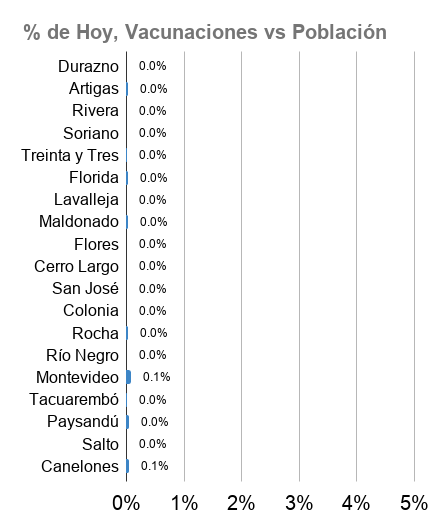 % de Hoy, Vacunaciones vs Población
Durazno 0.0%
Artigas 0.0%
Rivera 0.0%
Soriano 0.0%
Treinta y Tres 0.0%
Florida 0.0%
Lavalleja 0.0%
Maldonado 0.0%
Flores 0.0%
Cerro Largo 0.0%
San José 0.0%
Colonia 0.0%
Rocha 0.0%
Río Negro 0.0%
Montevideo 0.1%
Tacuarembó 0.0%
Paysandú 0.0%
Salto 0.0%
Canelones 0.1%
0% 1% 2% 3% 4% 5%